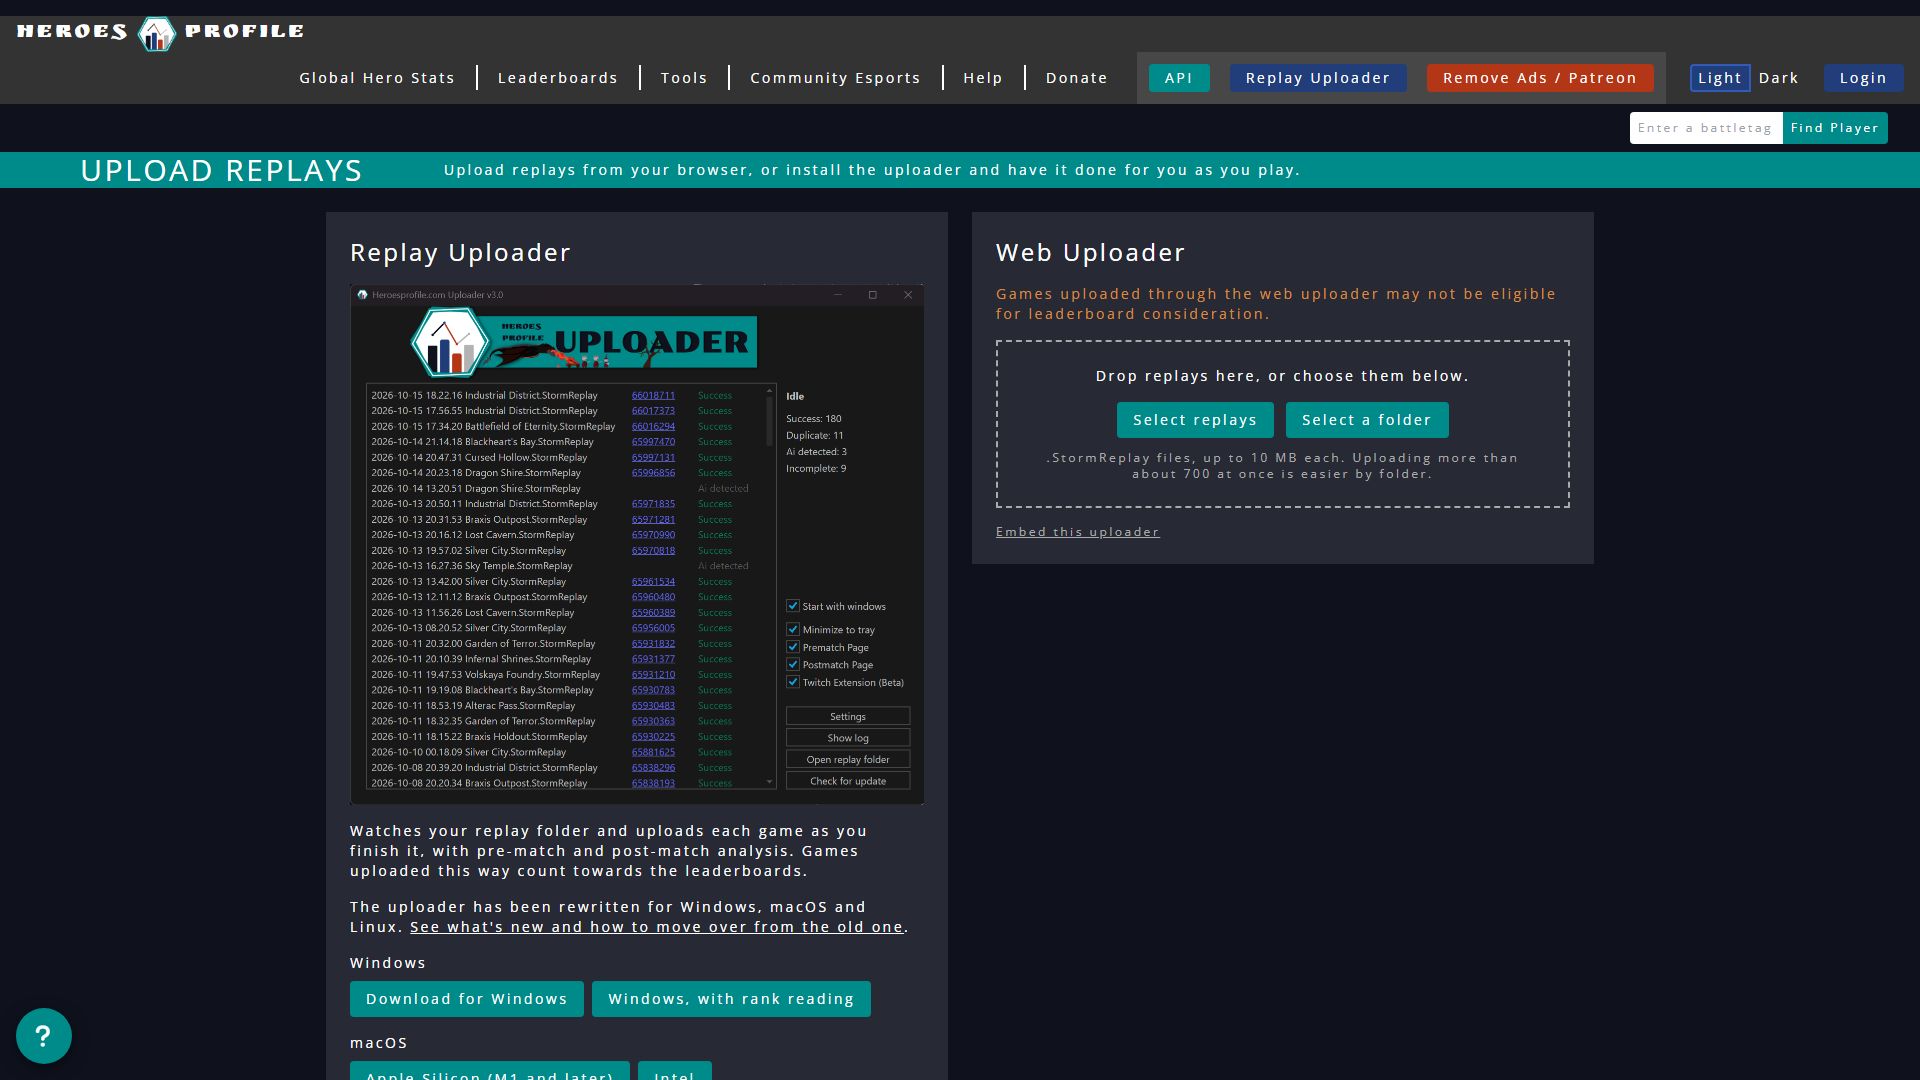 HEROES PROFILE
Global Hero Stats
Leaderboards
Tools
Community Esports
Help
Donate
API
Replay Uploader
Remove Ads / Patreon
Light
Dark
Login
Enter a battletag
Find Player
UPLOAD REPLAYS
Upload replays from your browser, or install the uploader and have it done for you as you play.
Replay Uploader
Heroesprofile.com Uploader v3.0
HEROES
PROFILE
UPLOADER
2026-10-15 18.22.16 Industrial District.StormReplay 66018711 Success
2026-10-15 17.56.55 Industrial District.StormReplay 66017373 Success
2026-10-15 17.34.20 Battlefield of Eternity.StormReplay 66016294 Success
2026-10-14 21.14.18 Blackheart's Bay.StormReplay 65997470 Success
2026-10-14 20.47.31 Cursed Hollow.StormReplay 65997131 Success
2026-10-14 20.23.18 Dragon Shire.StormReplay 65996856 Success
2026-10-14 13.20.51 Dragon Shire.StormReplay Ai detected
2026-10-13 20.50.11 Industrial District.StormReplay 65971835 Success
2026-10-13 20.31.53 Braxis Outpost.StormReplay 65971281 Success
2026-10-13 20.16.12 Lost Cavern.StormReplay 65970990 Success
2026-10-13 19.57.02 Silver City.StormReplay 65970818 Success
2026-10-13 16.27.36 Sky Temple.StormReplay Ai detected
2026-10-13 13.42.00 Silver City.StormReplay 65961534 Success
2026-10-13 12.11.12 Braxis Outpost.StormReplay 65960480 Success
2026-10-13 11.56.26 Lost Cavern.StormReplay 65960389 Success
2026-10-13 08.20.52 Silver City.StormReplay 65956005 Success
2026-10-11 20.32.00 Garden of Terror.StormReplay 65931832 Success
2026-10-11 20.10.39 Infernal Shrines.StormReplay 65931377 Success
2026-10-11 19.47.53 Volskaya Foundry.StormReplay 65931210 Success
2026-10-11 19.19.08 Blackheart's Bay.StormReplay 65930783 Success
2026-10-11 18.53.19 Alterac Pass.StormReplay 65930483 Success
2026-10-11 18.32.35 Garden of Terror.StormReplay 65930363 Success
2026-10-11 18.15.22 Braxis Holdout.StormReplay 65930225 Success
2026-10-10 00.18.09 Silver City.StormReplay 65881625 Success
2026-10-08 20.39.20 Industrial District.StormReplay 65838296 Success
2026-10-08 20.20.34 Braxis Outpost.StormReplay 65838193 Success
Idle
Success: 180
Duplicate: 11
Ai detected: 3
Incomplete: 9
Start with windows
Minimize to tray
Prematch Page
Postmatch Page
Twitch Extension (Beta)
Settings
Show log
Open replay folder
Check for update
Watches your replay folder and uploads each game as you
finish it, with pre-match and post-match analysis. Games
uploaded this way count towards the leaderboards.
The uploader has been rewritten for Windows, macOS and
Linux. See what's new and how to move over from the old one.
Windows
Download for Windows
Windows, with rank reading
macOS
Apple Silicon (M1 and later)
Intel
Web Uploader
Games uploaded through the web uploader may not be eligible
for leaderboard consideration.
Drop replays here, or choose them below.
Select replays
Select a folder
.StormReplay files, up to 10 MB each. Uploading more than
about 700 at once is easier by folder.
Embed this uploader
?